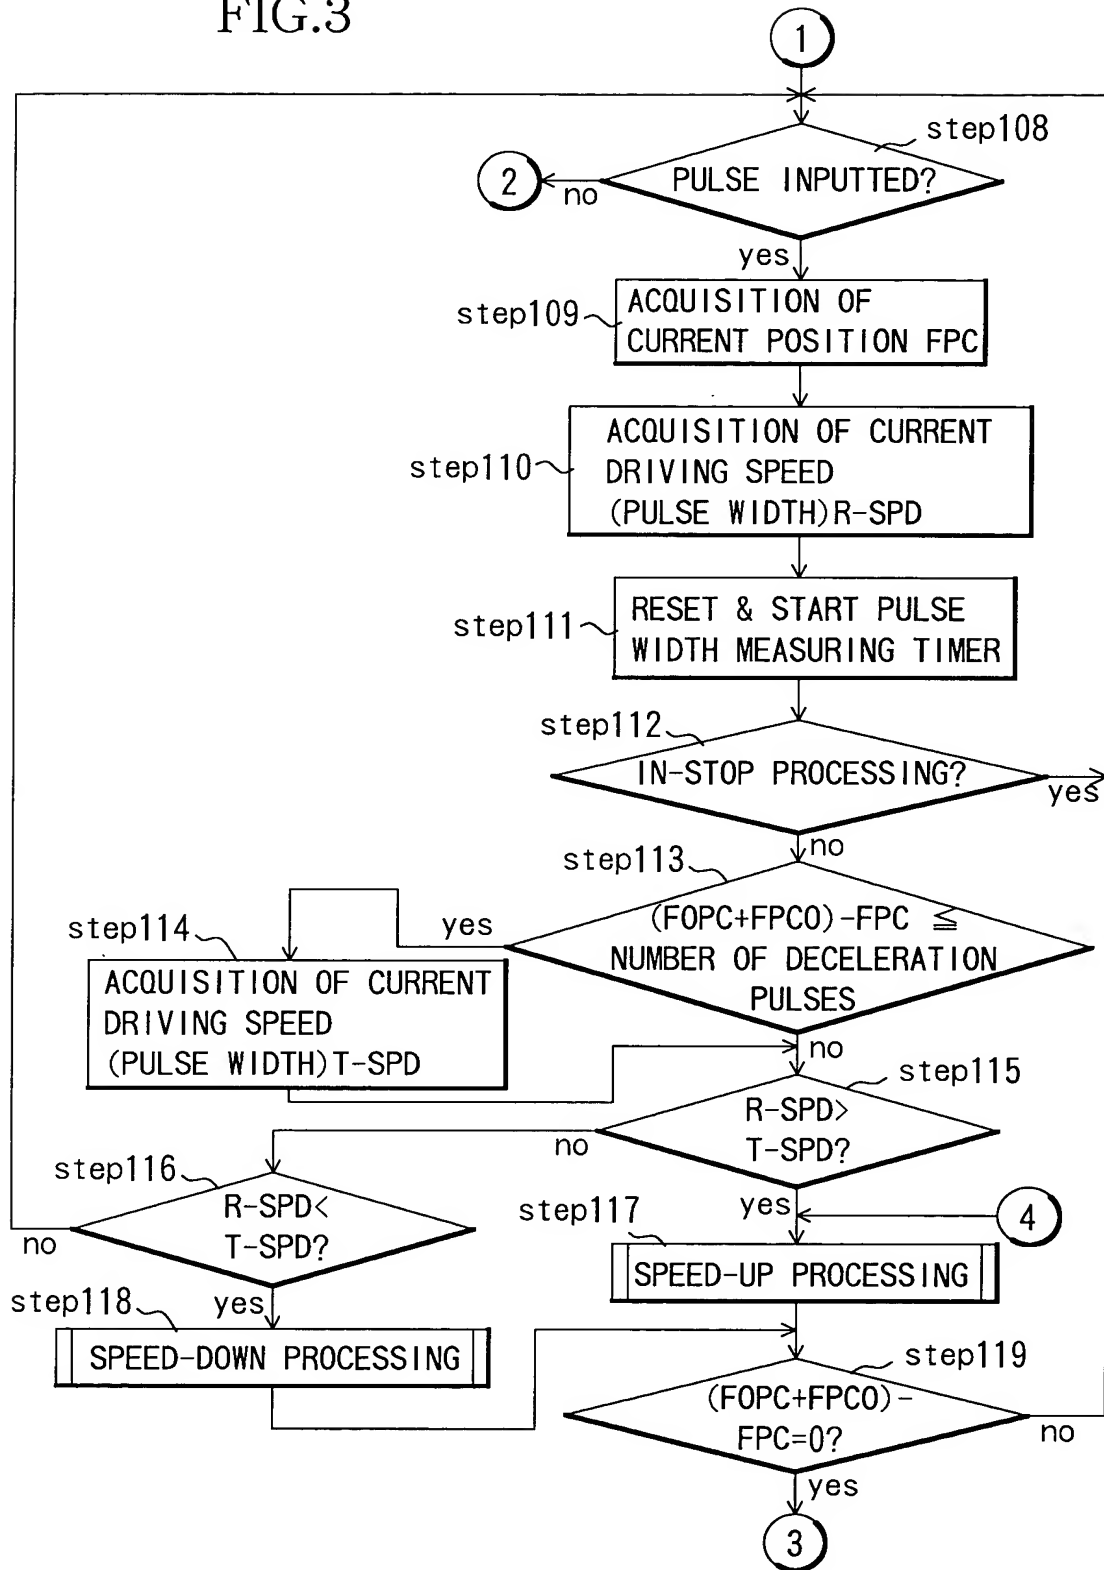 FIG.3
1
step108
PULSE INPUTTED?
2
no
yes
step109
ACQUISITION OF
CURRENT POSITION FPC
step110
ACQUISITION OF CURRENT
DRIVING SPEED
(PULSE WIDTH)R-SPD
step111
RESET & START PULSE
WIDTH MEASURING TIMER
step112
IN-STOP PROCESSING?
yes
no
step113
(FOPC+FPC0)-FPC ≦
NUMBER OF DECELERATION
PULSES
yes
step114
ACQUISITION OF CURRENT
DRIVING SPEED
(PULSE WIDTH)T-SPD
no
step115
R-SPD>
T-SPD?
no
step116
R-SPD<
T-SPD?
no
yes
step117
4
SPEED-UP PROCESSING
step118
yes
SPEED-DOWN PROCESSING
step119
(FOPC+FPC0)-
FPC=0?
no
yes
3